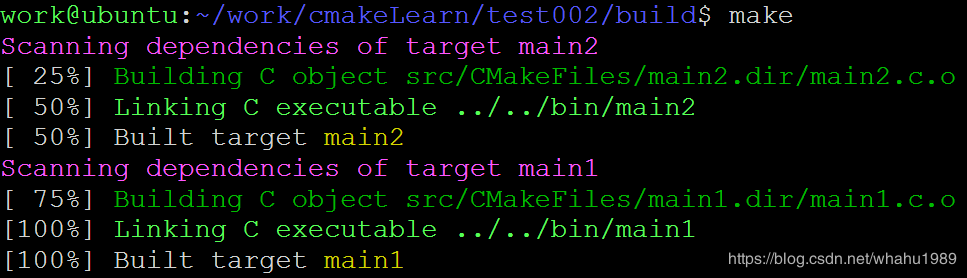 work@ubuntu:~/work/cmakeLearn/test002/build$ make
Scanning dependencies of target main2
[ 25%] Building C object src/CMakeFiles/main2.dir/main2.c.o
[ 50%] Linking C executable ../../bin/main2
[ 50%] Built target main2
Scanning dependencies of target main1
[ 75%] Building C object src/CMakeFiles/main1.dir/main1.c.o
[100%] Linking C executable ../../bin/main1
[100%] Built target main1
https://blog.csdn.net/whahu1989